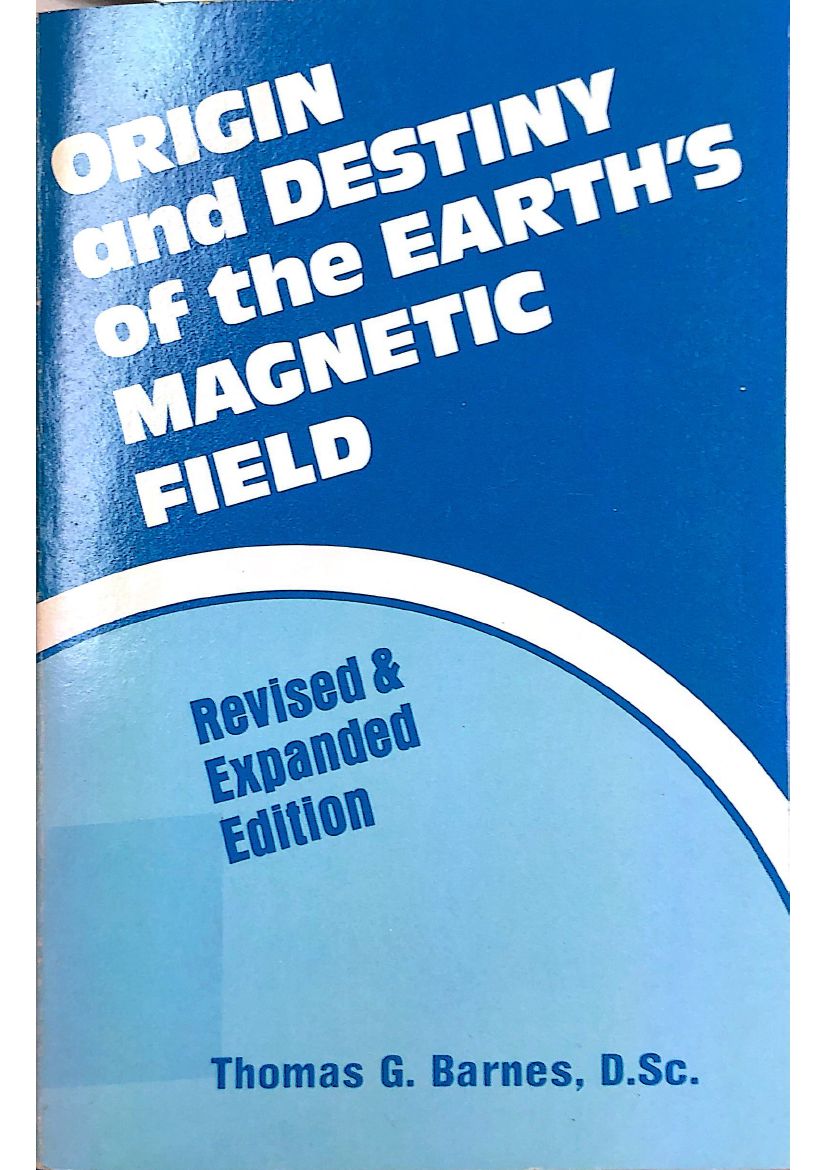 ORIGIN
and DESTINY
of the EARTH'S
MAGNETIC
FIELD
Revised &
Expanded
Edition
Thomas G. Barnes, D.Sc.